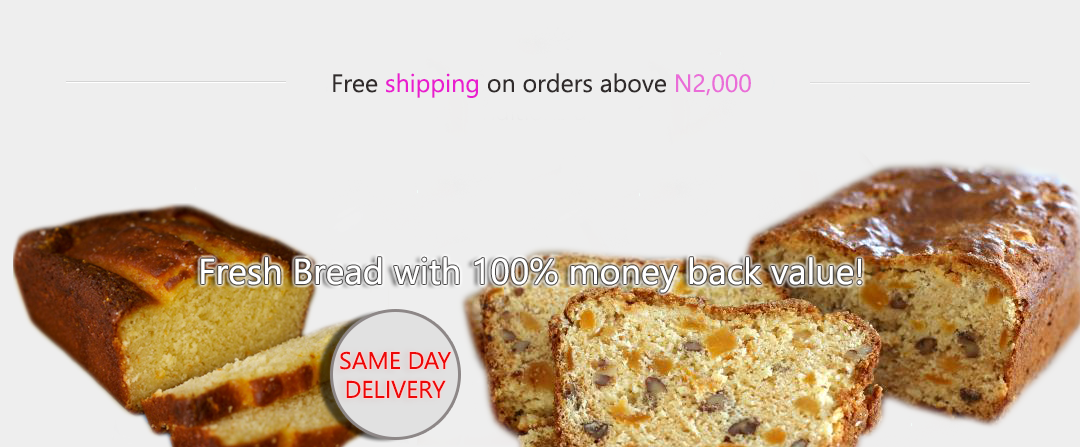 Free shipping on orders above N2,000
Fresh Bread with 100% money back value!
SAME DAY
DELIVERY